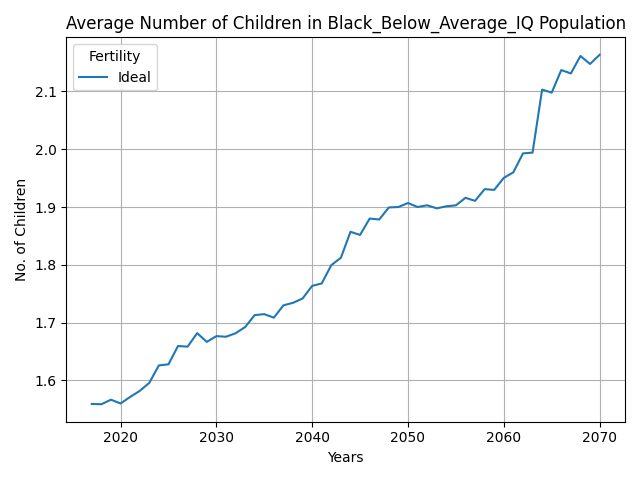 Average Number of Children in Black_Below_Average_IQ Population
Fertility
Ideal
No. of Children
2.1
2.0
1.9
1.8
1.7
1.6
2020 2030 2040 2050 2060 2070
Years